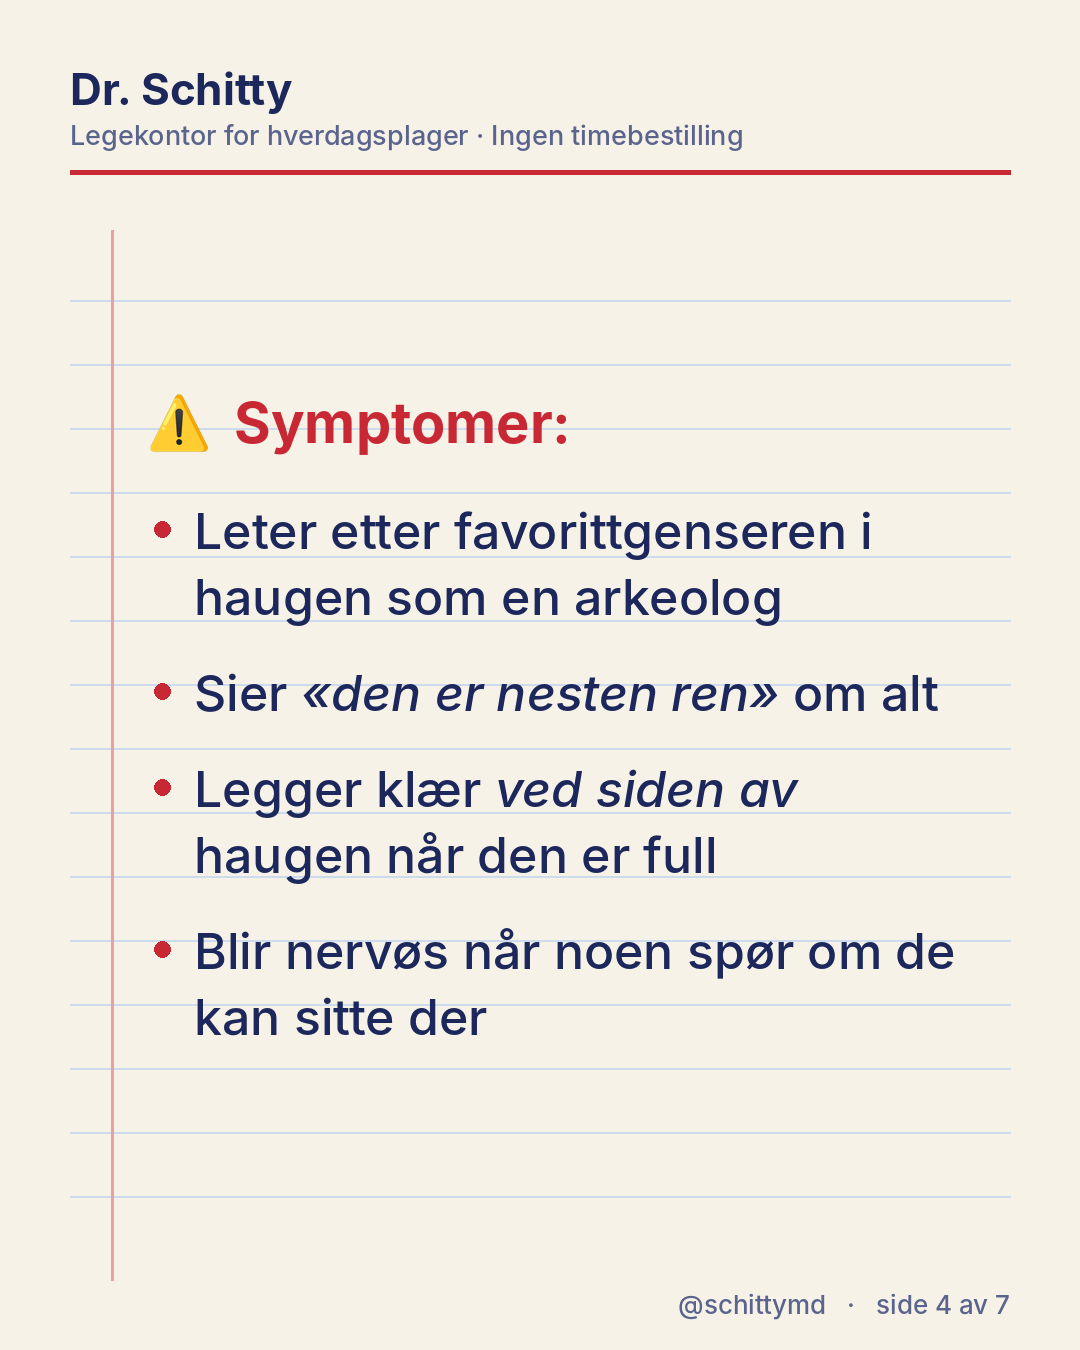 Dr. Schitty
Legekontor for hverdagsplager · Ingen timebestilling
⚠️ Symptomer:
• Leter etter favorittgenseren i
haugen som en arkeolog
• Sier «den er nesten ren» om alt
• Legger klær ved siden av
haugen når den er full
• Blir nervøs når noen spør om de
kan sitte der
@schittymd · side 4 av 7